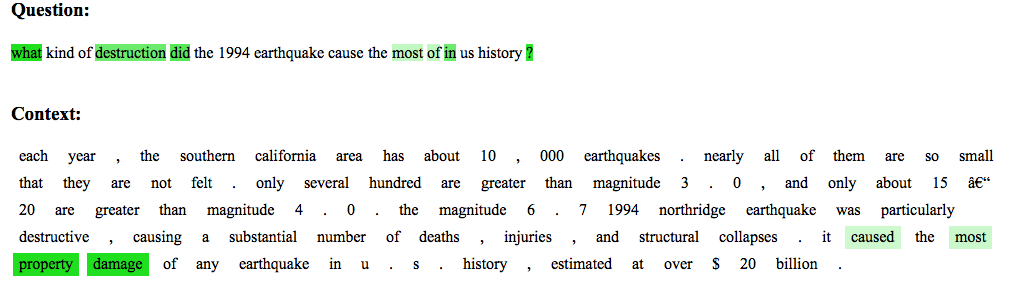 Question:
what kind of destruction did the 1994 earthquake cause the most of in us history ?
Context:
each year , the southern california area has about 10 , 000 earthquakes . nearly all of them are so small
that they are not felt . only several hundred are greater than magnitude 3 . 0 , and only about 15 â€“
20 are greater than magnitude 4 . 0 . the magnitude 6 . 7 1994 northridge earthquake was particularly
destructive , causing a substantial number of deaths , injuries , and structural collapses . it caused the most
property damage of any earthquake in u . s . history , estimated at over $ 20 billion .